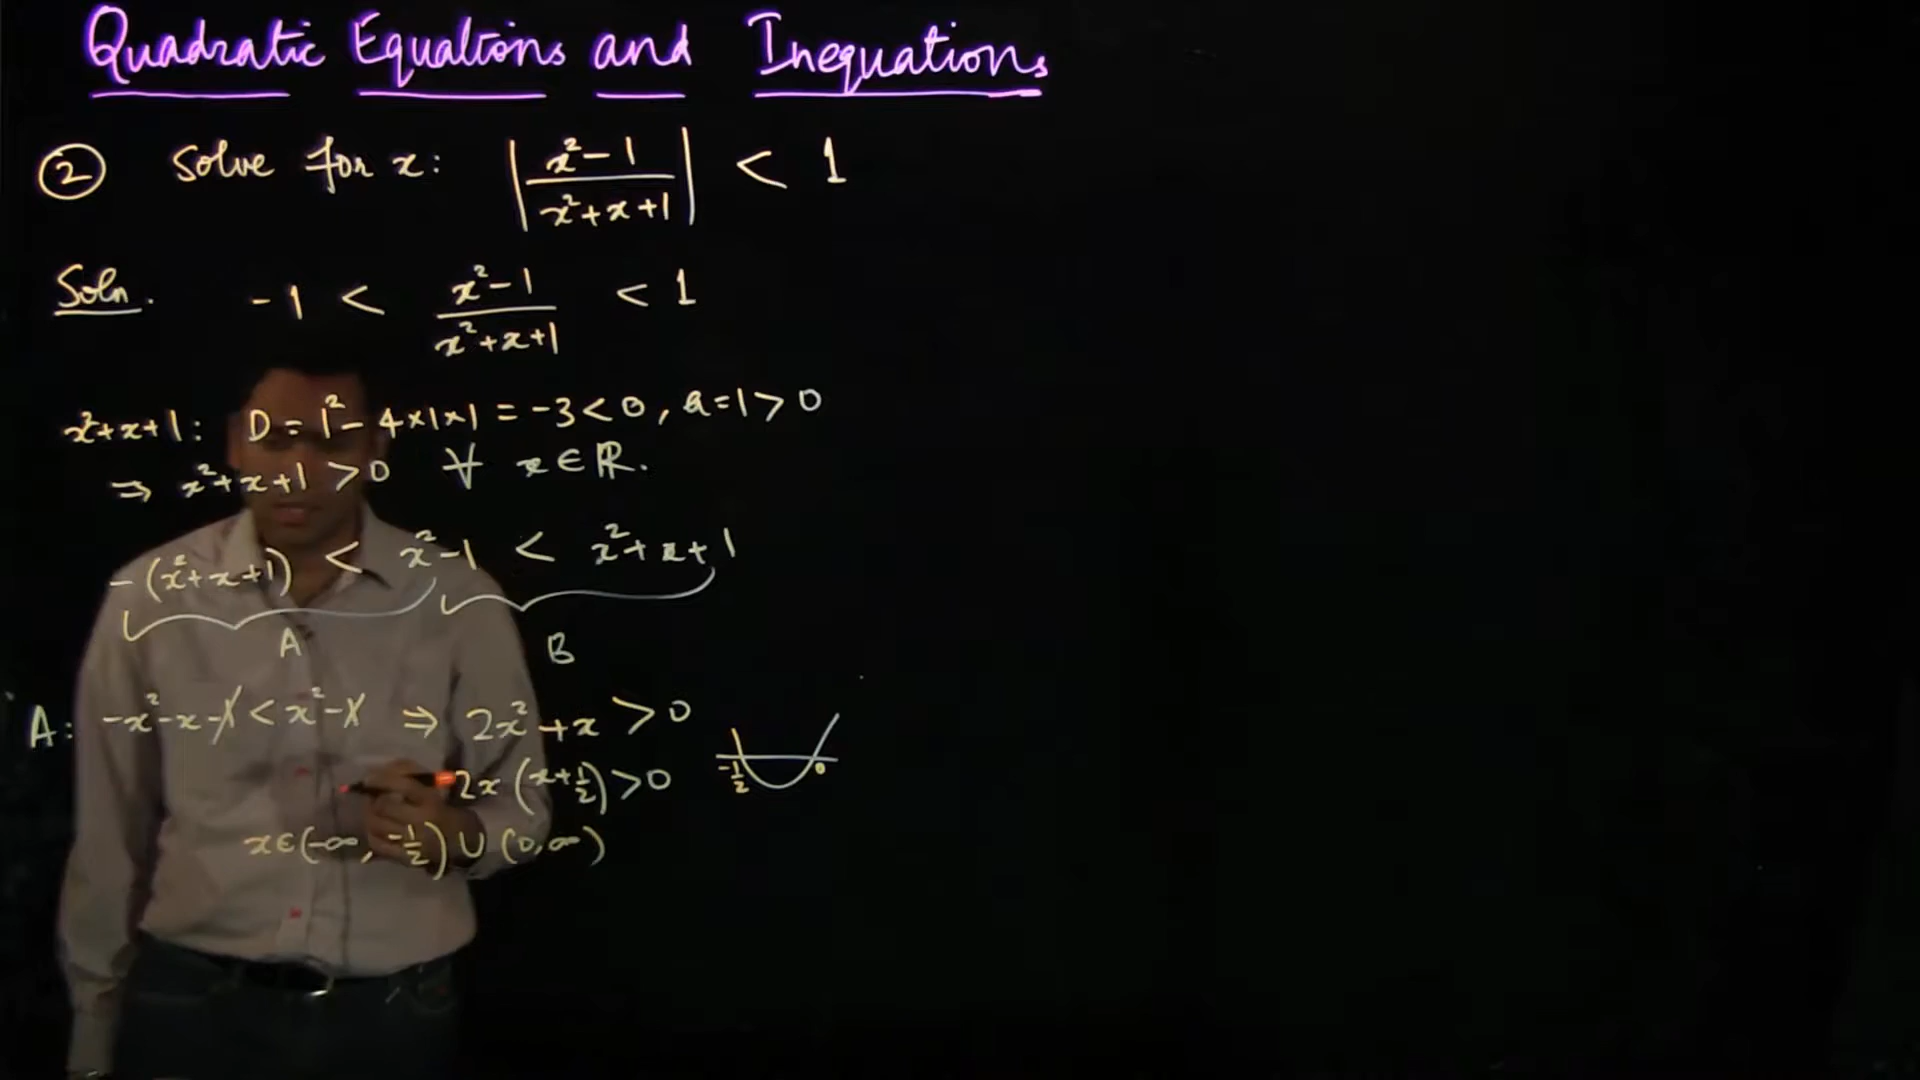 Quadratic Equations and Inequations
② Solve for x: |(x²-1)/(x²+x+1)| < 1
Soln. -1 < (x²-1)/(x²+x+1) < 1
x²+x+1: D = 1² - 4×1×1 = -3 < 0, a=1 > 0
⇒ x²+x+1 > 0 ∀ x∈ℝ.
-(x²+x+1) < x²-1 < x²+x+1
A B
A: -x²-x-1 < x²-1 ⇒ 2x²+x > 0
2x(x+1/2) > 0
-1/2 0
x∈(-∞, -1/2) ∪ (0,∞)